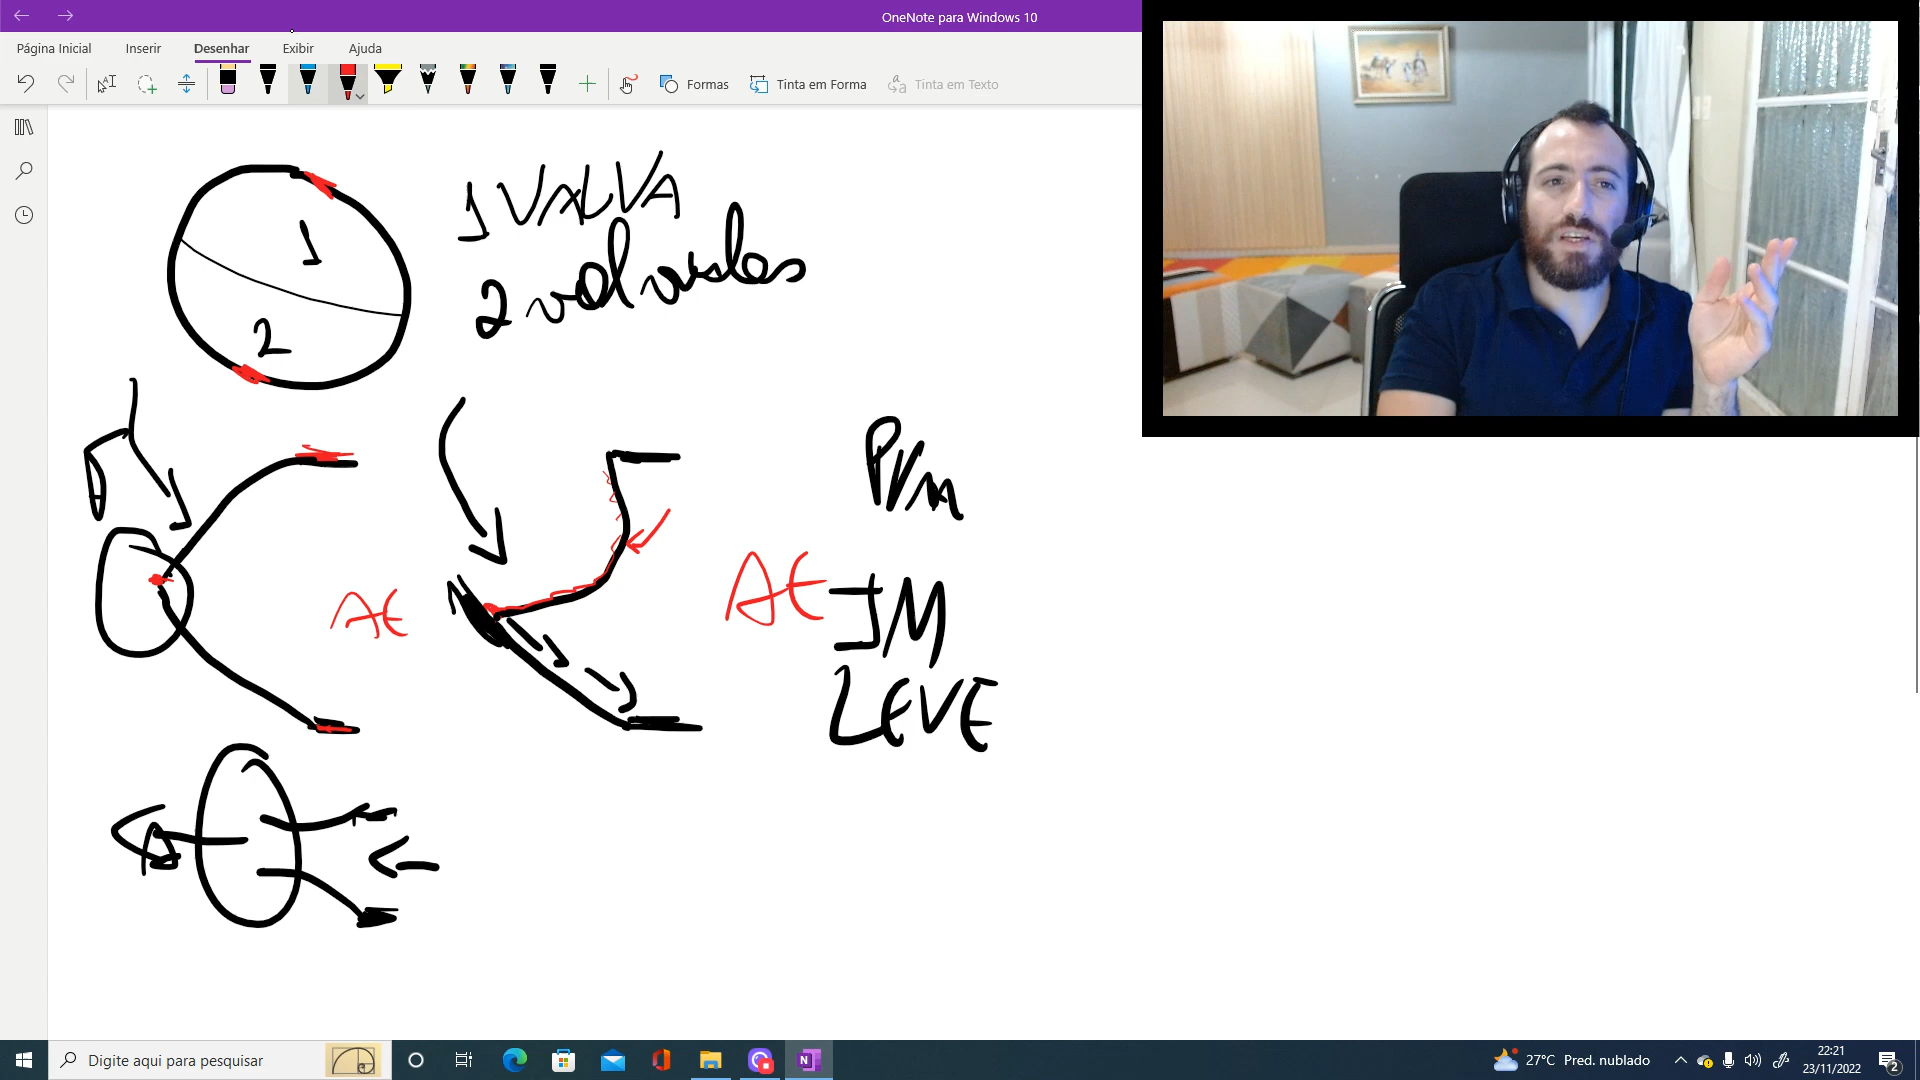 OneNote para Windows 10
Página Inicial Inserir Desenhar Exibir Ajuda
Formas Tinta em Forma Tinta em Texto
1 VALVA
2 valvulas
1
2
PVM
AE
AE
IM
LEVE
Digite aqui para pesquisar
N
27°C Pred. nublado
22:21
23/11/2022
2